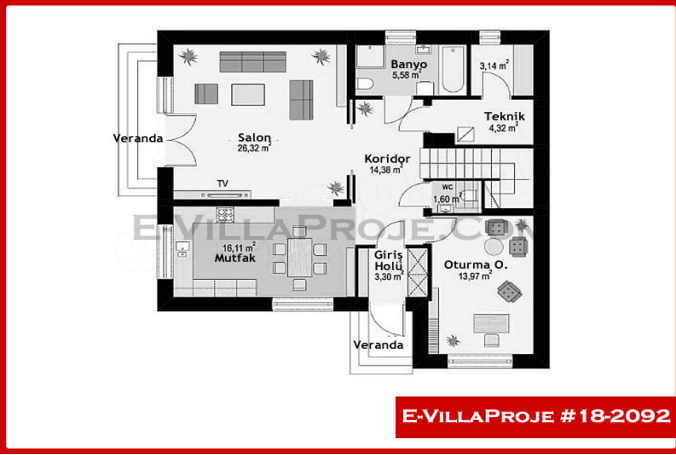 Banyo
5,58 m²
3,14 m²
Teknik
4,32 m²
Veranda
Salon
26,32 m²
Koridor
14,38 m²
TV
WC
1,60 m²
E-VillaProje.Com
16,11 m²
Mutfak
Giriş
Holü
3,30 m²
Oturma O.
13,97 m²
Veranda
E-VillaProje #18-2092